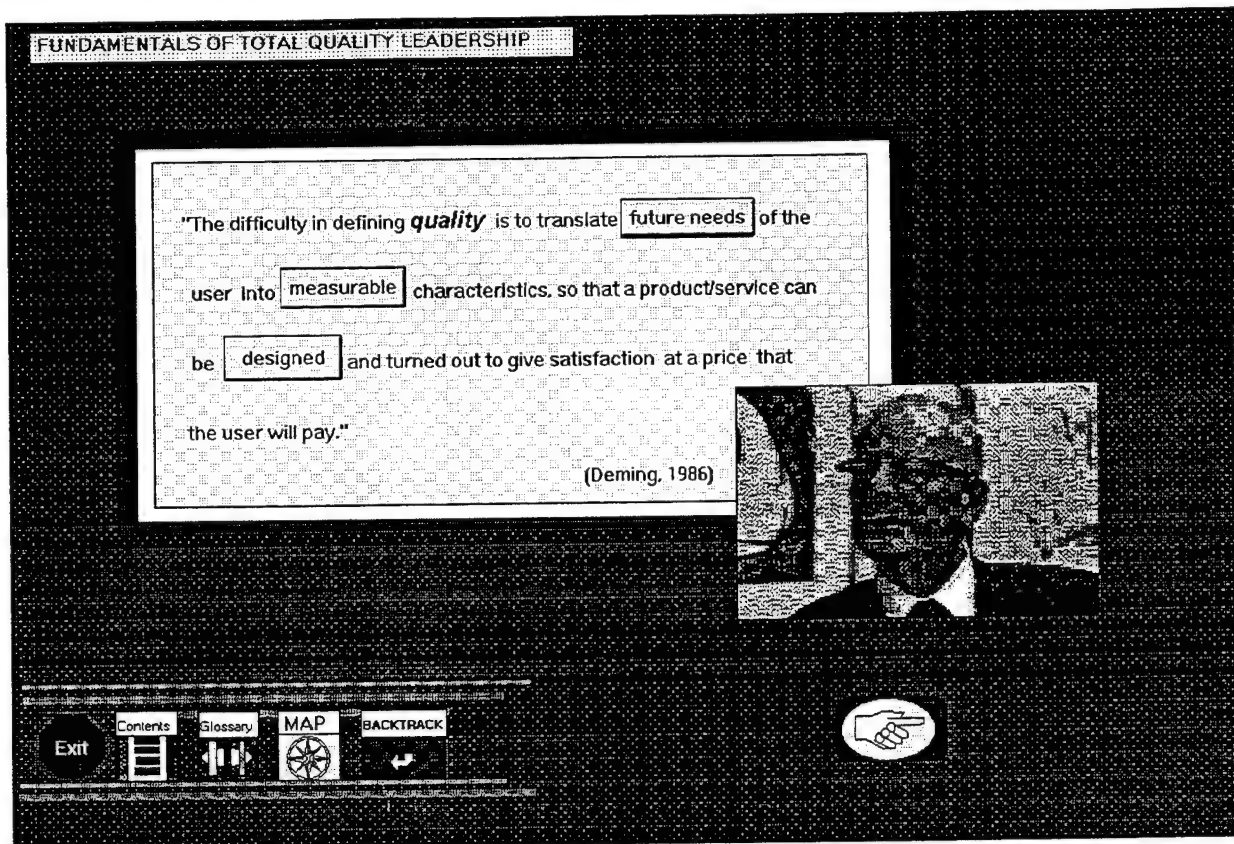 FUNDAMENTALS OF TOTAL QUALITY LEADERSHIP
"The difficulty in defining quality is to translate future needs of the
user into measurable characteristics, so that a product/service can
be designed and turned out to give satisfaction at a price that
the user will pay."
(Deming, 1986)
Exit
Contents
Glossary
MAP
BACKTRACK